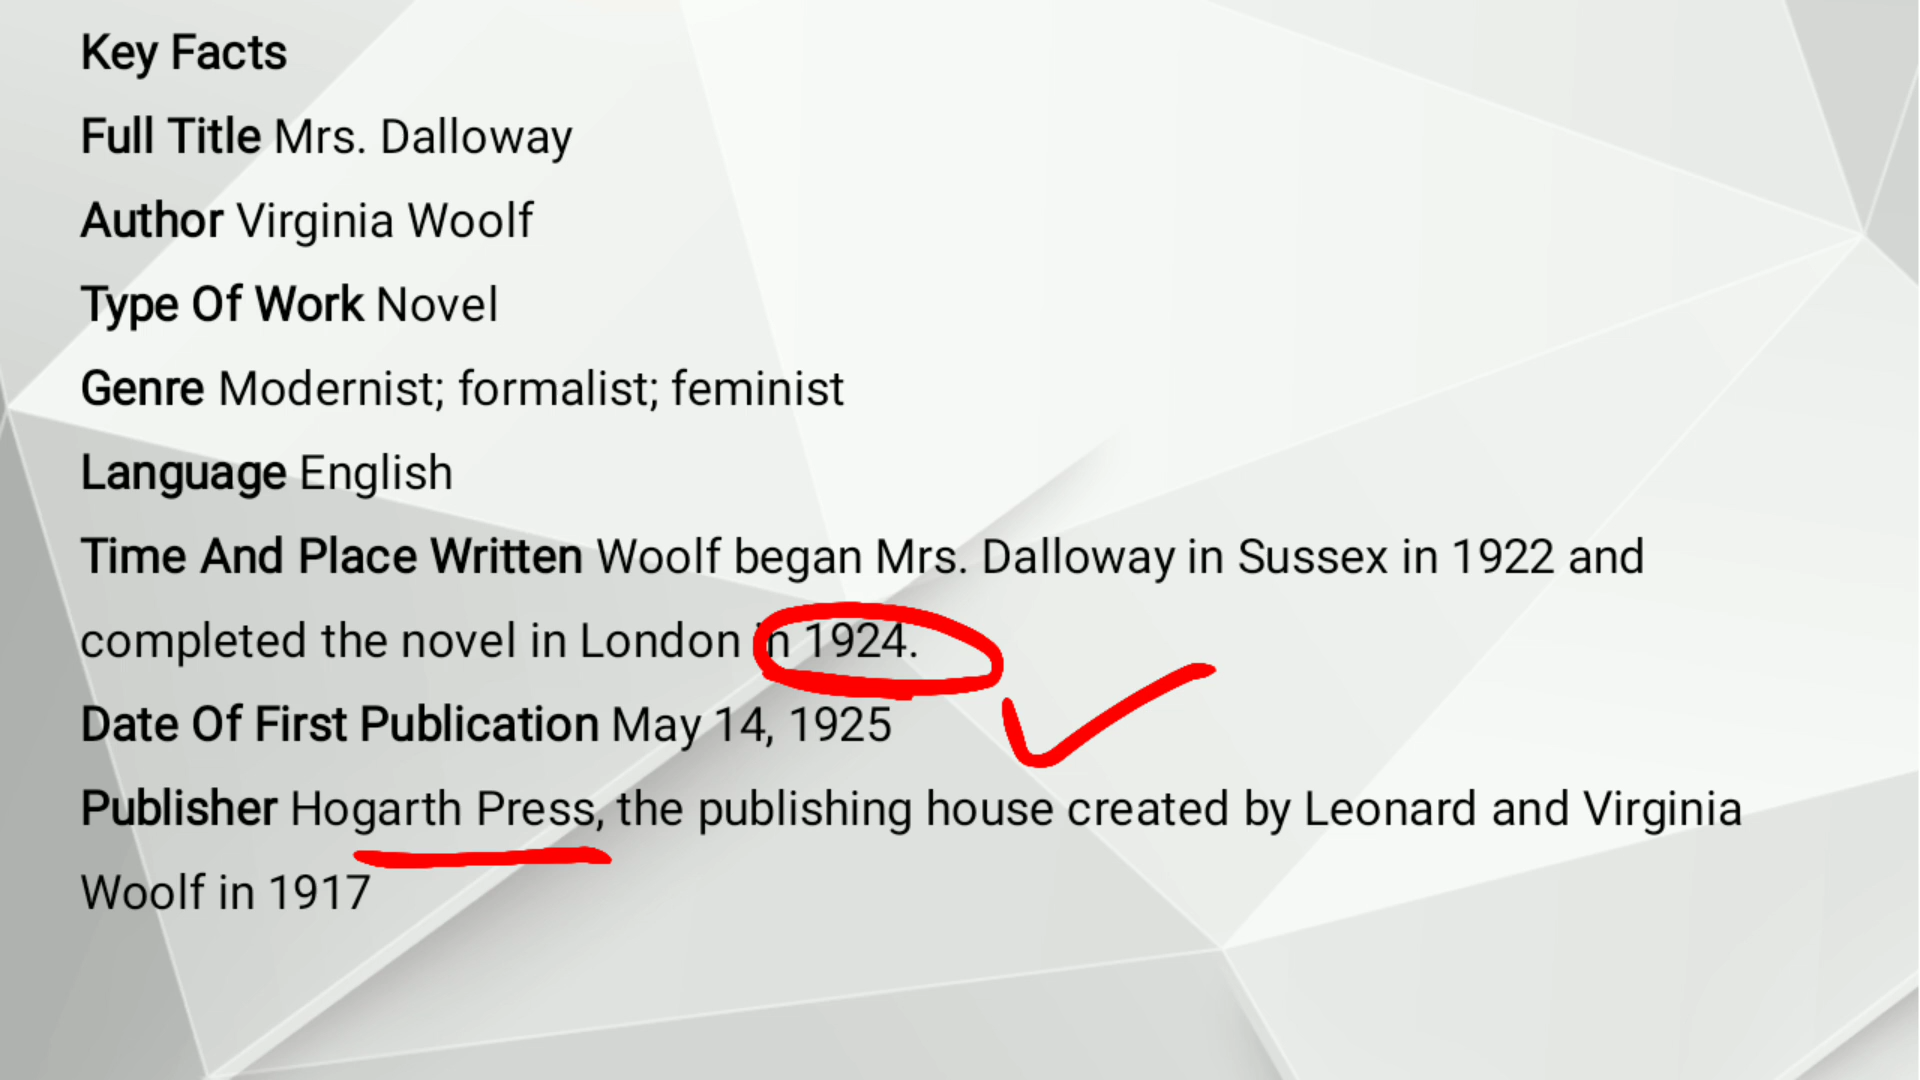 Key Facts
Full Title Mrs. Dalloway
Author Virginia Woolf
Type Of Work Novel
Genre Modernist; formalist; feminist
Language English
Time And Place Written Woolf began Mrs. Dalloway in Sussex in 1922 and
completed the novel in London in 1924.
Date Of First Publication May 14, 1925
Publisher Hogarth Press, the publishing house created by Leonard and Virginia
Woolf in 1917